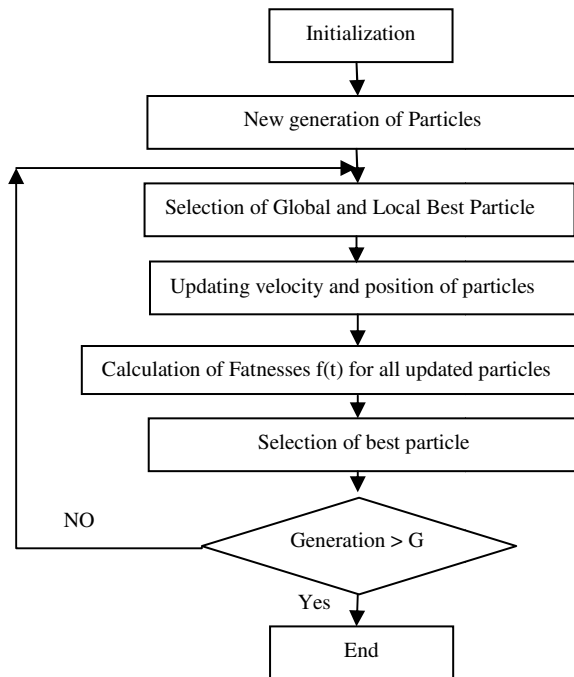 Initialization
New generation of Particles
Selection of Global and Local Best Particle
Updating velocity and position of particles
Calculation of Fatnesses f(t) for all updated particles
Selection of best particle
NO
Generation > G
Yes
End